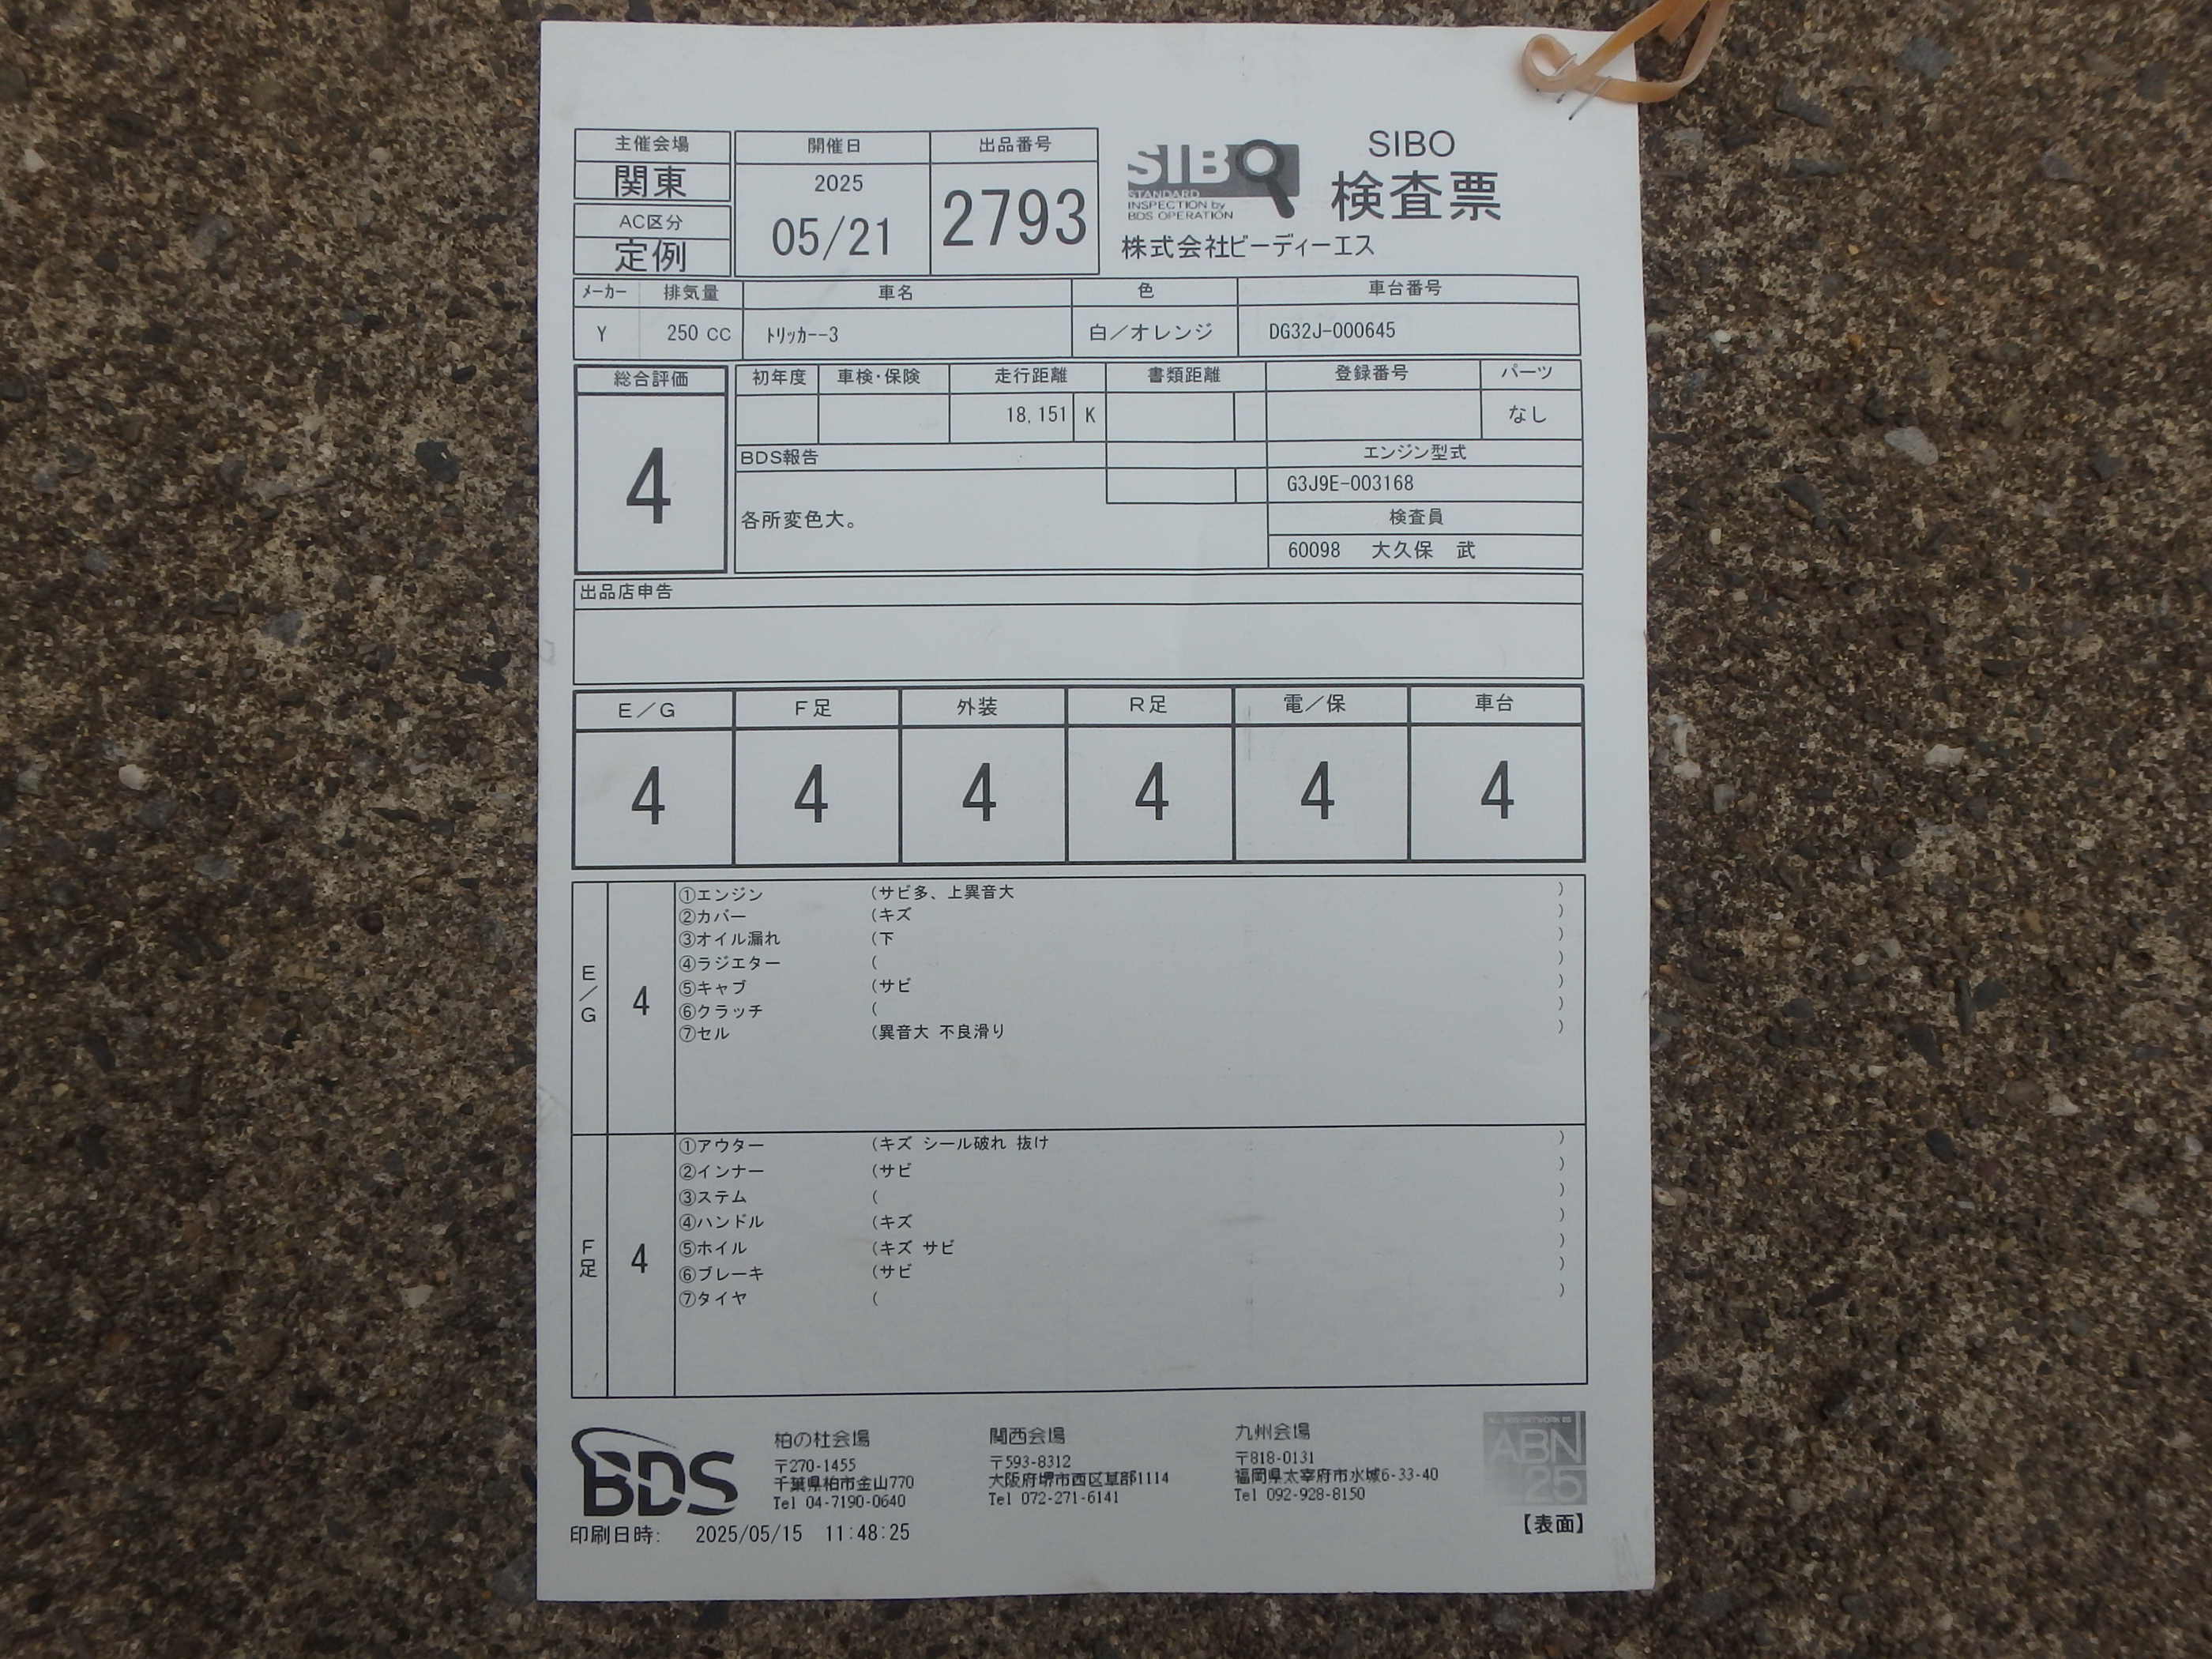 主催会場
関東
AC区分
定例
開催日
2025
05/21
出品番号
2793
SIBO
STANDARD
INSPECTION by
BDS OPERATION
SIBO
検査票
株式会社ビーディーエス
メーカー 排気量 車名 色 車台番号
Y 250 CC トリッカー-3 白／オレンジ DG32J-000645
総合評価 初年度 車検・保険 走行距離 書類距離 登録番号 パーツ
4
18,151 K なし
BDS報告 エンジン型式
G3J9E-003168
各所変色大。
検査員
60098 大久保 武
出品店申告
E／G F足 外装 R足 電／保 車台
4 4 4 4 4 4
E／G
4
①エンジン (サビ多、上異音大 )
②カバー (キズ )
③オイル漏れ (下 )
④ラジエター ( )
⑤キャブ (サビ )
⑥クラッチ ( )
⑦セル (異音大 不良滑り )
F足
4
①アウター (キズ シール破れ 抜け )
②インナー (サビ )
③ステム ( )
④ハンドル (キズ )
⑤ホイル (キズ サビ )
⑥ブレーキ (サビ )
⑦タイヤ ( )
BDS
柏の杜会場
〒270-1455
千葉県柏市金山770
Tel 04-7190-0640
関西会場
〒593-8312
大阪府堺市西区草部1114
Tel 072-271-6141
九州会場
〒818-0131
福岡県太宰府市水城6-33-40
Tel 092-928-8150
ABN
25
印刷日時: 2025/05/15 11:48:25
【表面】